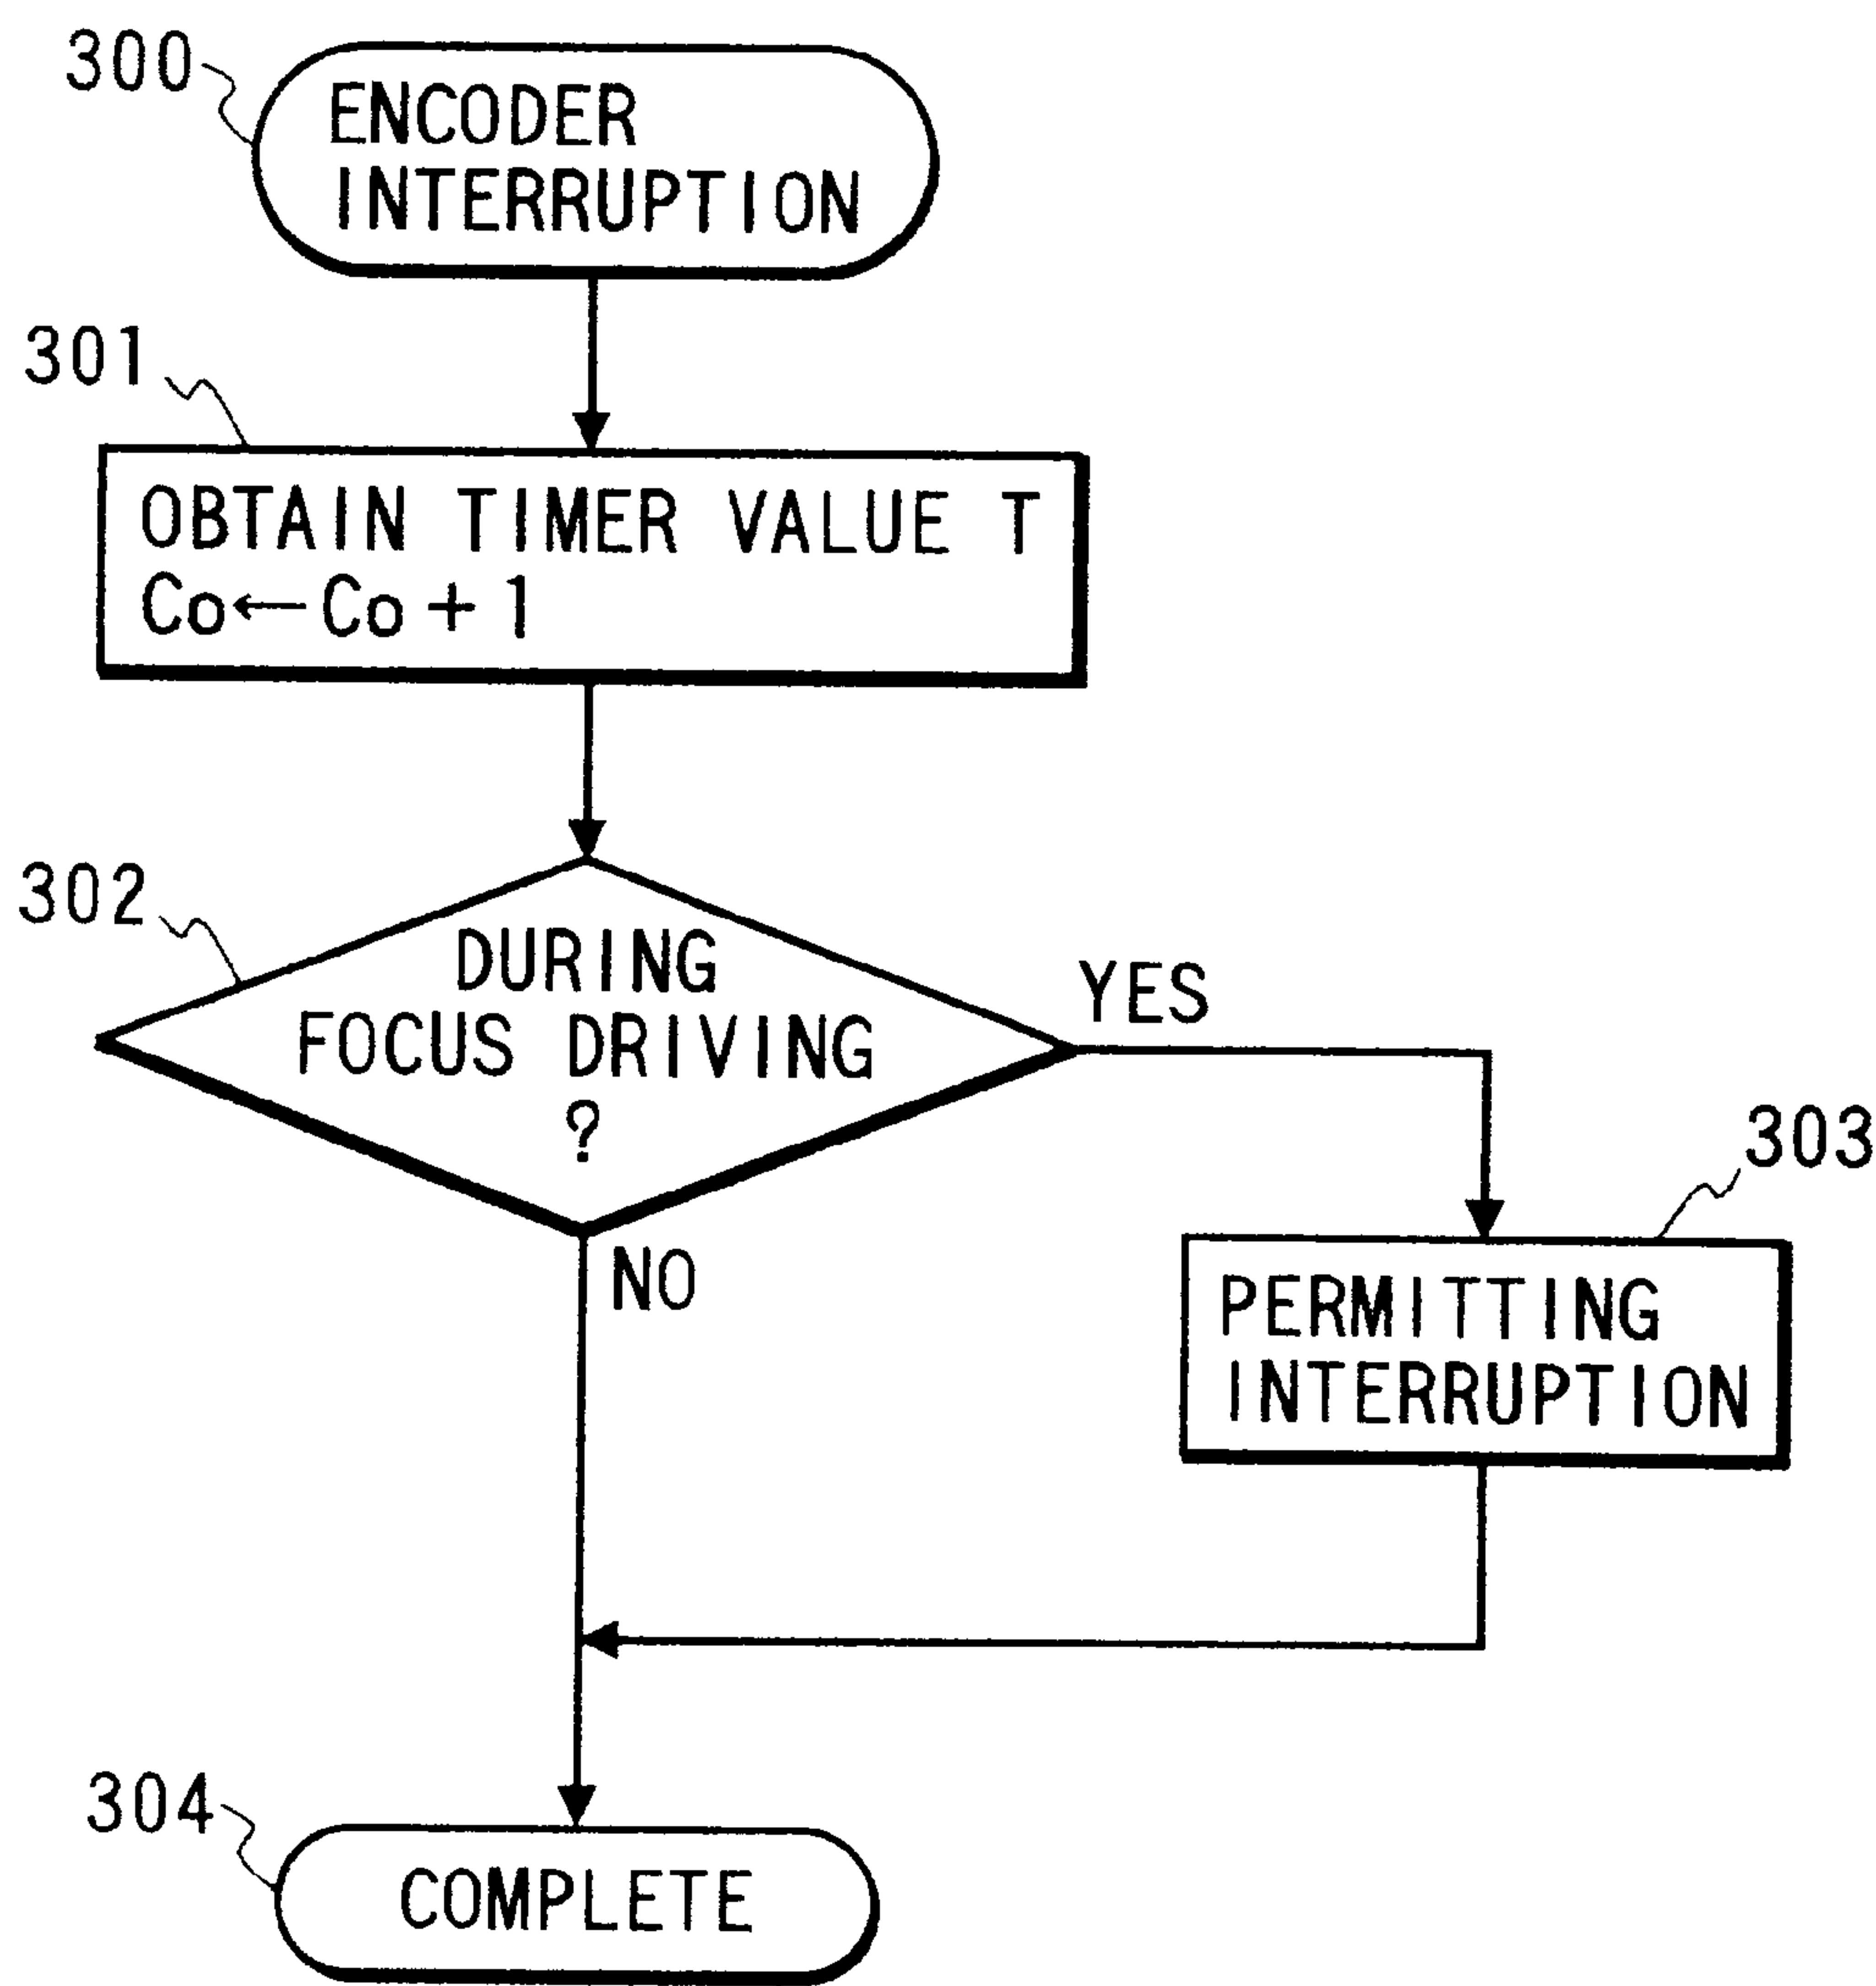 300
ENCODER
INTERRUPTION
301
OBTAIN TIMER VALUE T
Co←Co+1
302
DURING
FOCUS DRIVING
?
YES
NO
303
PERMITTING
INTERRUPTION
304
COMPLETE